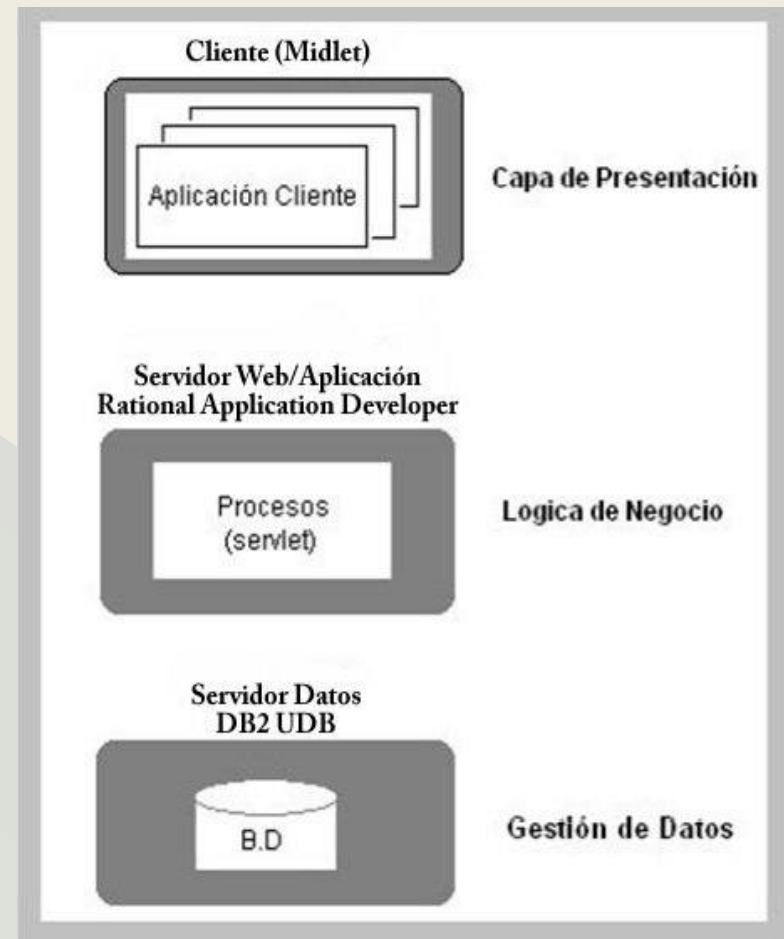 Cliente (Midlet)
Aplicación Cliente
Capa de Presentación
Servidor Web/Aplicación
Rational Application Developer
Procesos
(servlet)
Logica de Negocio
Servidor Datos
DB2 UDB
B.D
Gestión de Datos